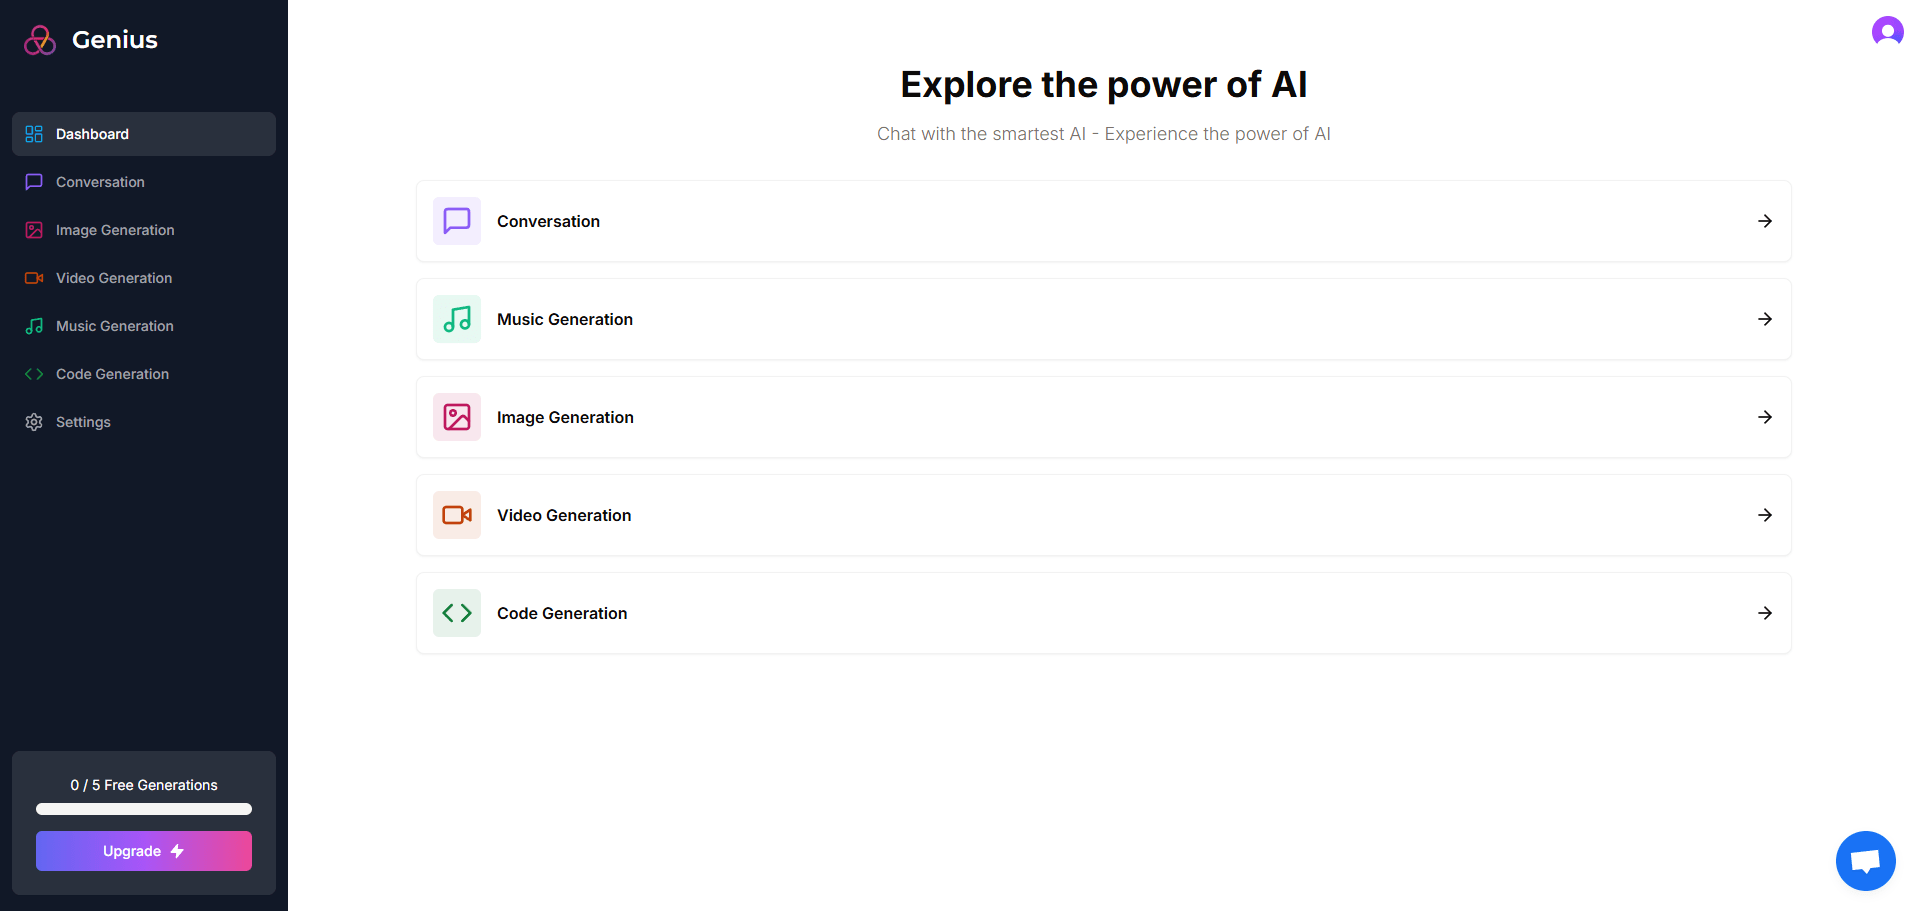 Genius
Dashboard
Conversation
Image Generation
Video Generation
Music Generation
Code Generation
Settings
0 / 5 Free Generations
Upgrade
Explore the power of AI
Chat with the smartest AI - Experience the power of AI
Conversation
Music Generation
Image Generation
Video Generation
Code Generation